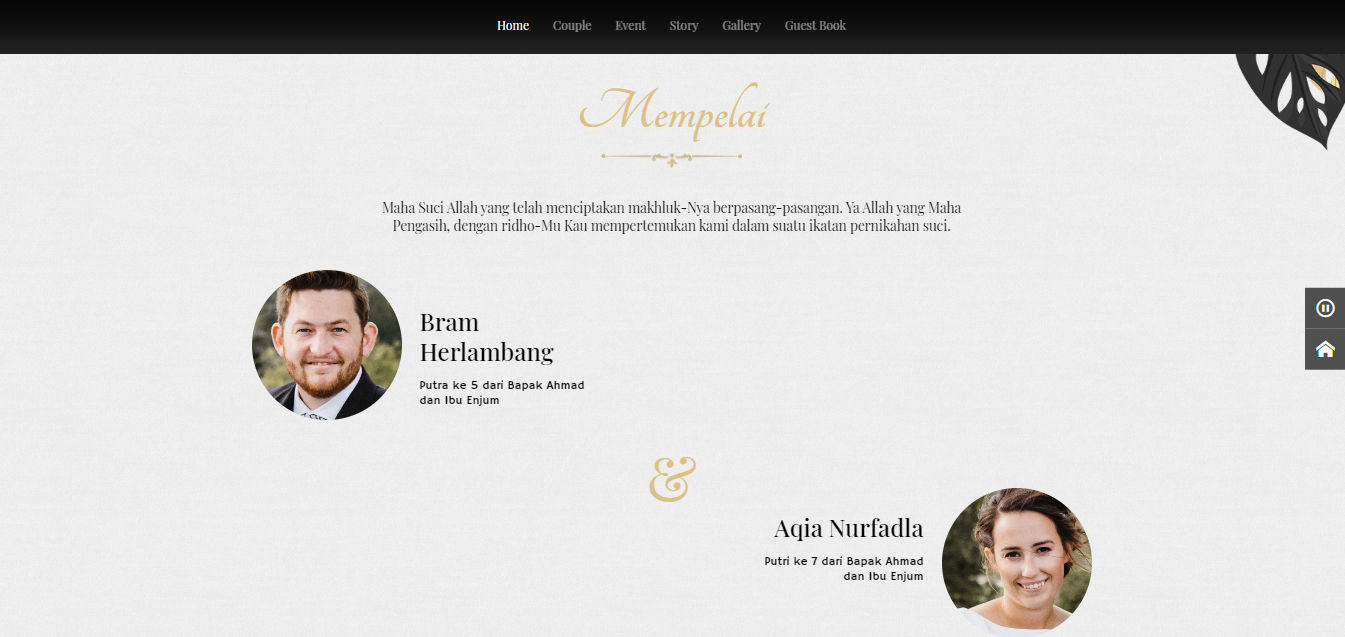 Home Couple Event Story Gallery Guest Book
Mempelai
Maha Suci Allah yang telah menciptakan makhluk-Nya berpasang-pasangan. Ya Allah yang Maha
Pengasih, dengan ridho-Mu Kau mempertemukan kami dalam suatu ikatan pernikahan suci.
Bram
Herlambang
Putra ke 5 dari Bapak Ahmad
dan Ibu Enjum
&
Aqia Nurfadla
Putri ke 7 dari Bapak Ahmad
dan Ibu Enjum